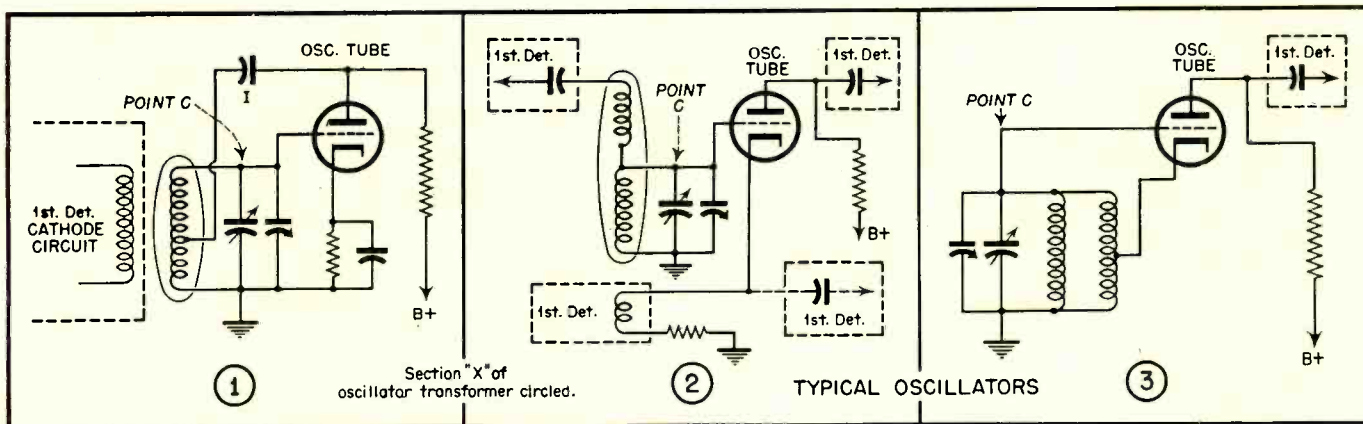 OSC. TUBE
I
POINT C
1st. Det.
CATHODE
CIRCUIT
B+
1
1st. Det.
POINT
C
OSC.
TUBE
1st. Det.
B+
1st. Det.
1st. Det.
2
Section "X" of
oscillator transformer circled.
TYPICAL OSCILLATORS
OSC.
TUBE
1st. Det.
POINT C
B+
3